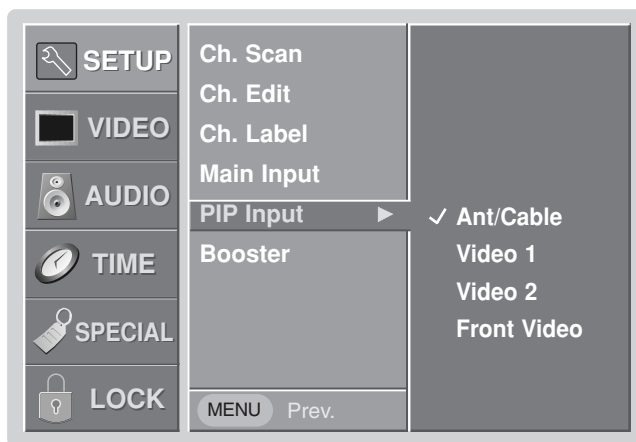 SETUP
VIDEO
AUDIO
TIME
SPECIAL
LOCK
Ch. Scan
Ch. Edit
Ch. Label
Main Input
PIP Input ►
Booster
MENU Prev.
✓ Ant/Cable
Video 1
Video 2
Front Video